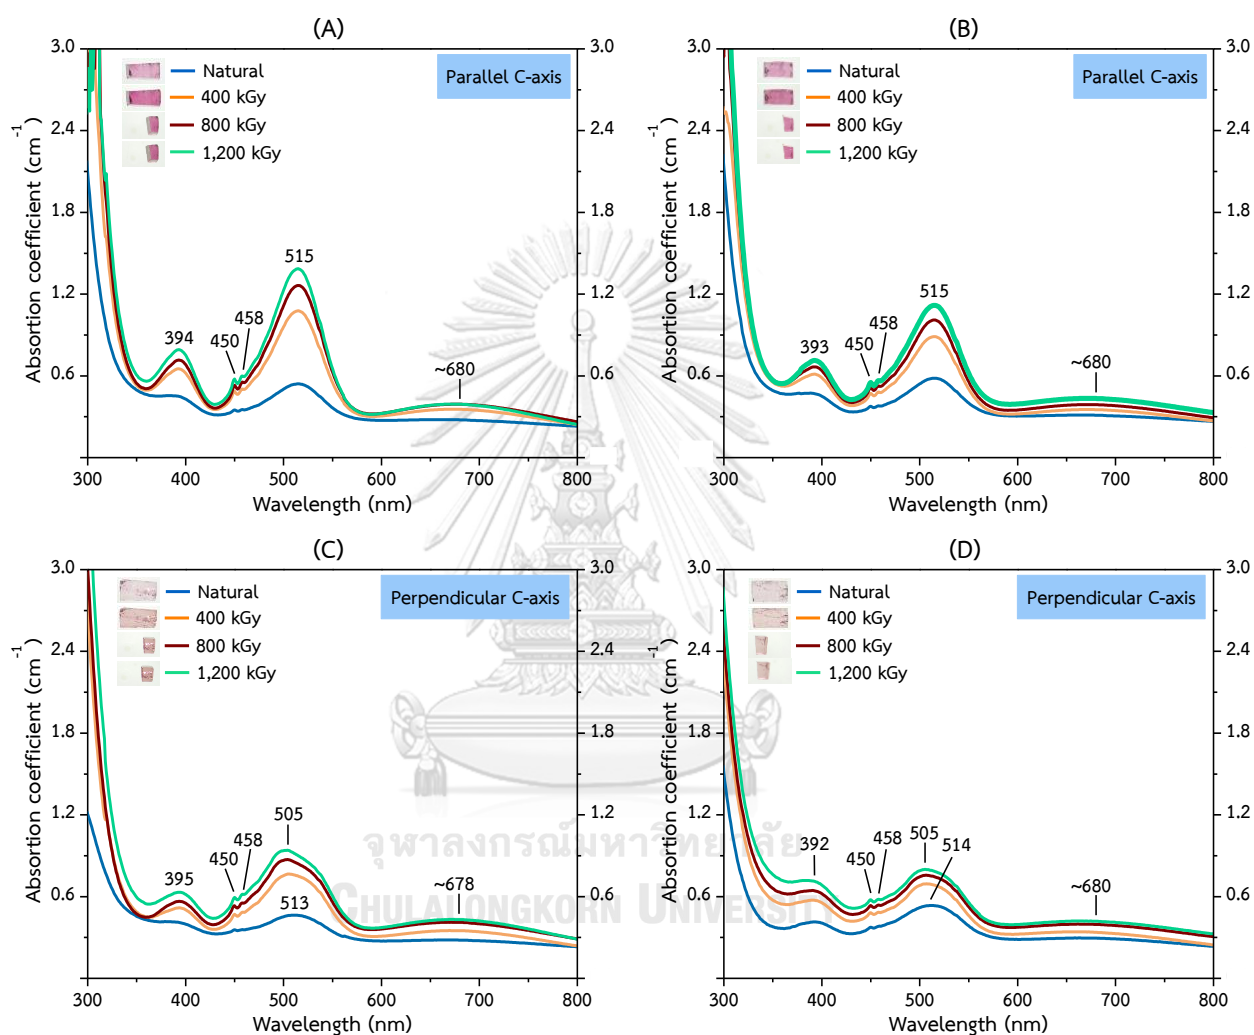 (A)
3.0 3.0
Natural Parallel C-axis
400 kGy
800 kGy
1,200 kGy
2.4 2.4
1.8 1.8
1.2 1.2
0.6 0.6
515
394
450
458
~680
Absortion coefficient (cm-1)
300 400 500 600 700 800
Wavelength (nm)
(B)
3.0 3.0
Natural Parallel C-axis
400 kGy
800 kGy
1,200 kGy
2.4 2.4
1.8 1.8
1.2 1.2
0.6 0.6
515
393
450
458
~680
Absortion coefficient (cm-1)
300 400 500 600 700 800
Wavelength (nm)
(C)
3.0 3.0
Natural Perpendicular C-axis
400 kGy
800 kGy
1,200 kGy
2.4 2.4
1.8 1.8
1.2 1.2
0.6 0.6
505
395
450
458
513
~678
Absortion coefficient (cm-1)
300 400 500 600 700 800
Wavelength (nm)
(D)
3.0 3.0
Natural Perpendicular C-axis
400 kGy
800 kGy
1,200 kGy
2.4 2.4
1.8 1.8
1.2 1.2
0.6 0.6
392
450
458
505
514
~680
Absortion coefficient (cm-1)
300 400 500 600 700 800
Wavelength (nm)
จุฬาลงกรณ์มหาวิทยาลัย
CHULALONGKORN UNIVERSITY